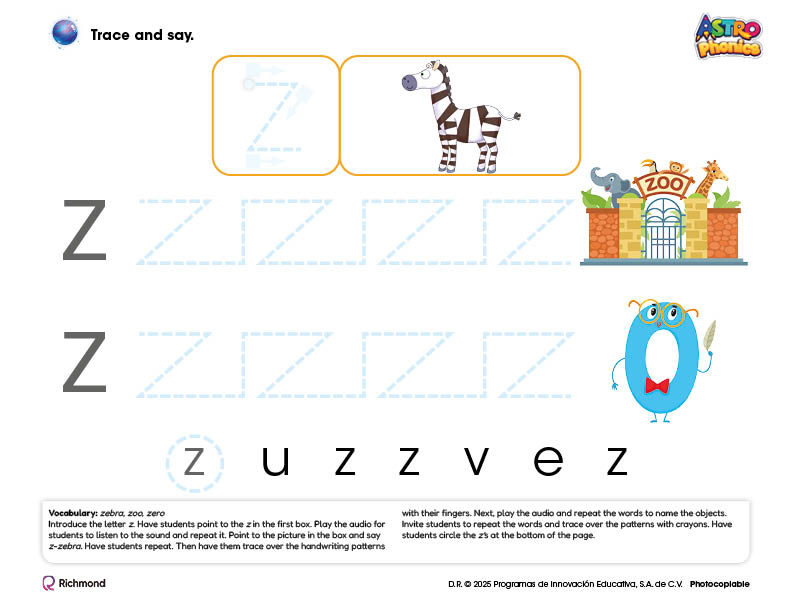 Trace and say.
ASTRO
Phonics
z
ZOO
z
z
z u z z v e z
Vocabulary: zebra, zoo, zero
Introduce the letter z. Have students point to the z in the first box. Play the audio for
students to listen to the sound and repeat it. Point to the picture in the box and say
z-zebra. Have students repeat. Then have them trace over the handwriting patterns
with their fingers. Next, play the audio and repeat the words to name the objects.
Invite students to repeat the words and trace over the patterns with crayons. Have
students circle the z's at the bottom of the page.
Richmond
D.R. © 2025 Programas de Innovación Educativa, S.A. de C.V. Photocopiable